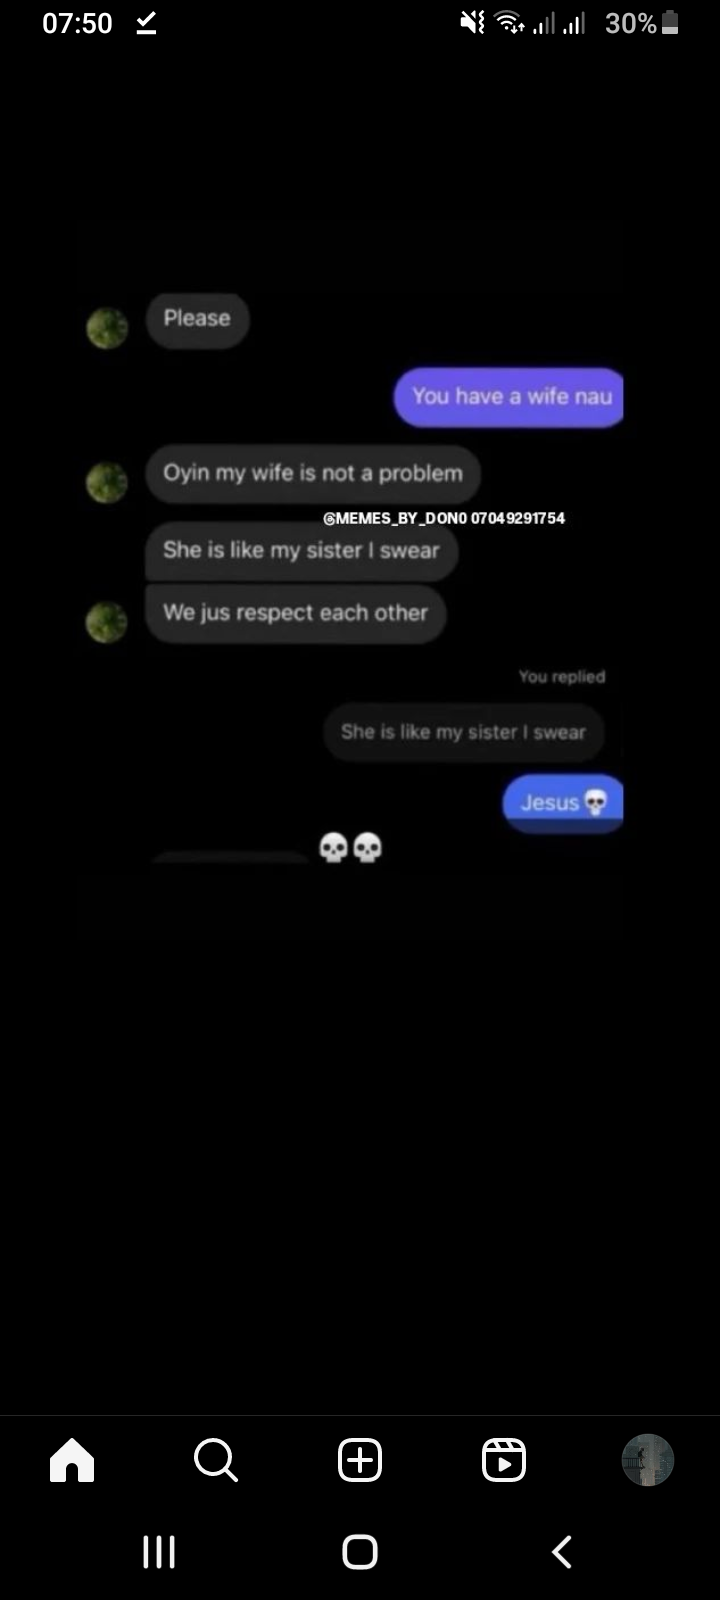 07:50
30%
Please
You have a wife nau
Oyin my wife is not a problem
@MEMES_BY_DON0 07049291754
She is like my sister I swear
We jus respect each other
You replied
She is like my sister I swear
Jesus💀
💀💀